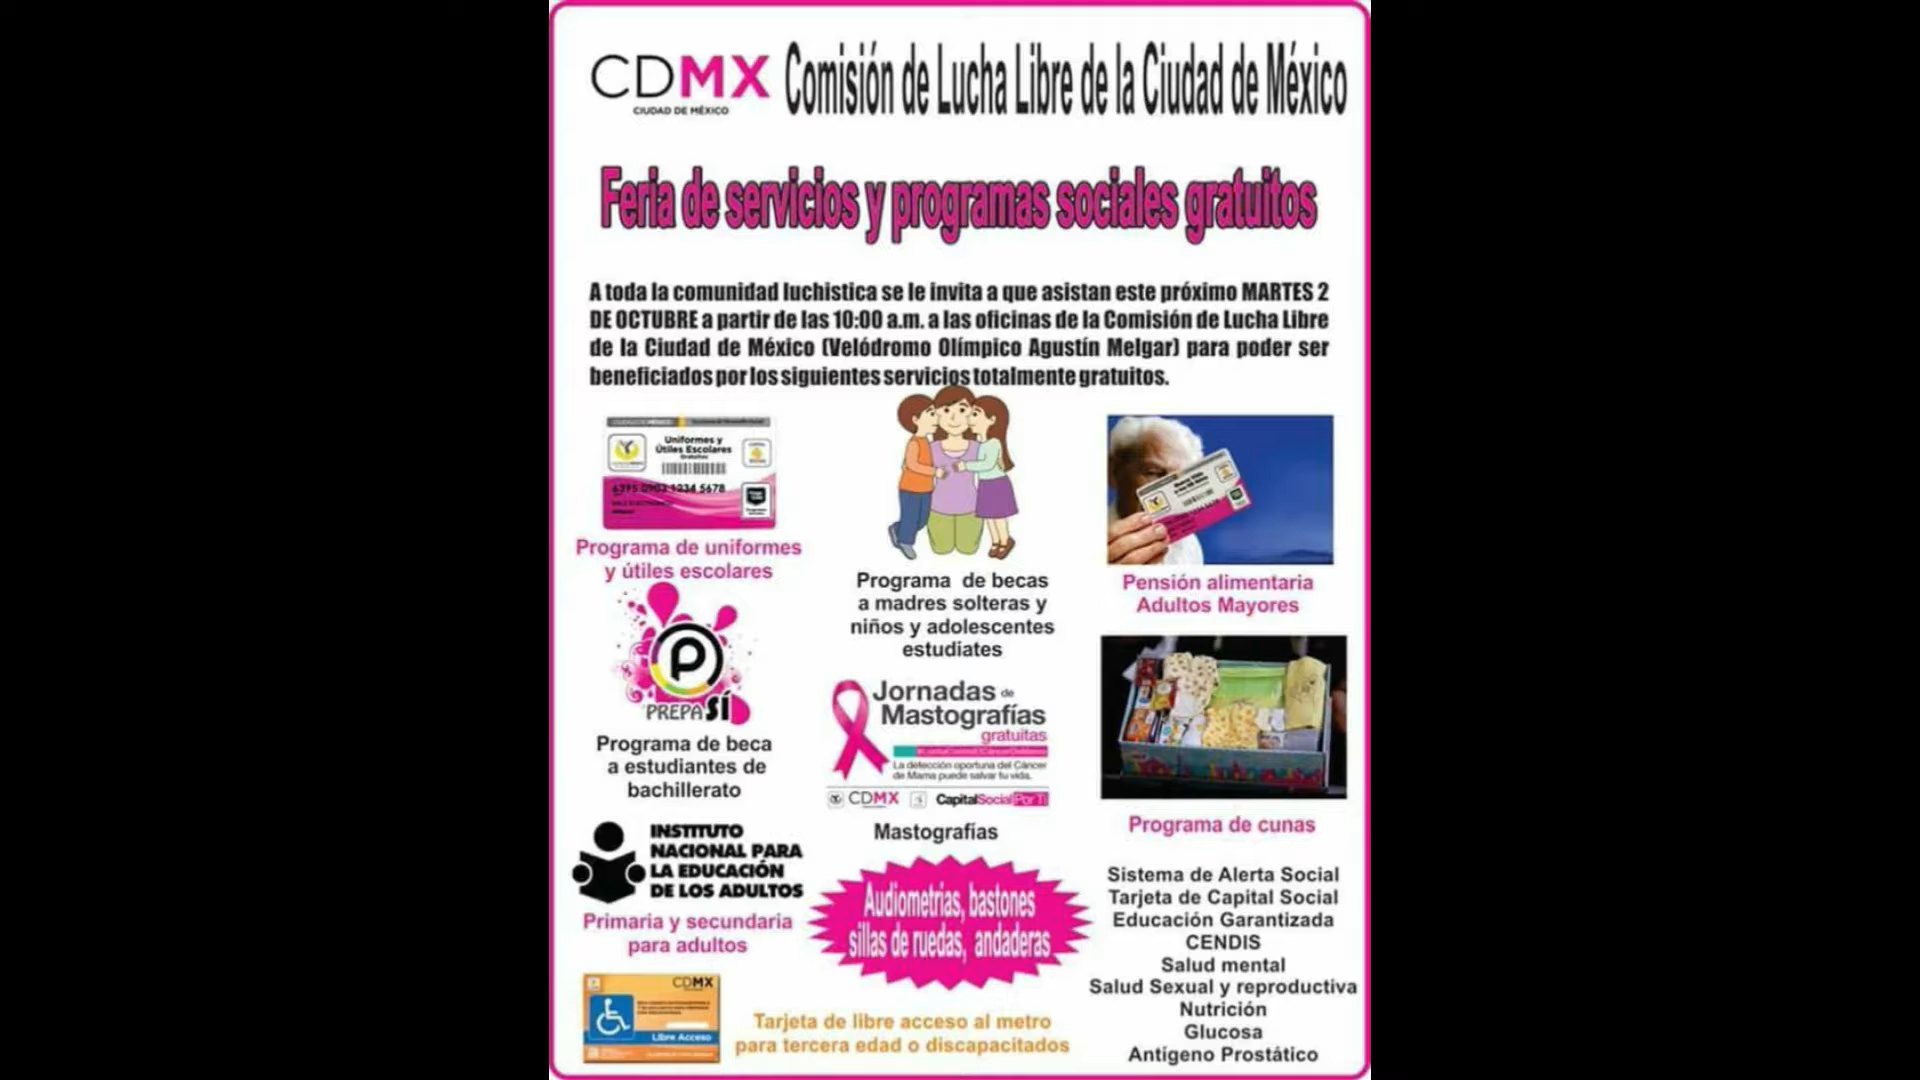 CDMX
CIUDAD DE MÉXICO
Comisión de Lucha Libre de la Ciudad de México
Feria de servicios y programas sociales gratuitos
A toda la comunidad luchistica se le invita a que asistan este próximo MARTES 2
DE OCTUBRE a partir de las 10:00 a.m. a las oficinas de la Comisión de Lucha Libre
de la Ciudad de México (Velódromo Olímpico Agustín Melgar) para poder ser
beneficiados por los siguientes servicios totalmente gratuitos.
Uniformes y
Útiles Escolares
Gratuitos
6395 0903 1234 5678
Programa de uniformes
y útiles escolares
PREPA SÍ
Programa de beca
a estudiantes de
bachillerato
INSTITUTO
NACIONAL PARA
LA EDUCACIÓN
DE LOS ADULTOS
Primaria y secundaria
para adultos
CDMX
Libre Acceso
Programa de becas
a madres solteras y
niños y adolescentes
estudiates
Jornadas de
Mastografías
gratuitas
La detección oportuna del Cáncer
de Mama puede salvar tu vida.
CDMX
CapitalSocialPorTi
Mastografías
Audiometrias, bastones
sillas de ruedas, andaderas
Tarjeta de libre acceso al metro
para tercera edad o discapacitados
Pensión alimentaria
Adultos Mayores
Programa de cunas
Sistema de Alerta Social
Tarjeta de Capital Social
Educación Garantizada
CENDIS
Salud mental
Salud Sexual y reproductiva
Nutrición
Glucosa
Antígeno Prostático